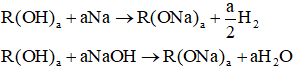 R(OH)ₐ + aNa → R(ONa)ₐ + a/2 H₂
R(OH)ₐ + aNaOH → R(ONa)ₐ + aH₂O